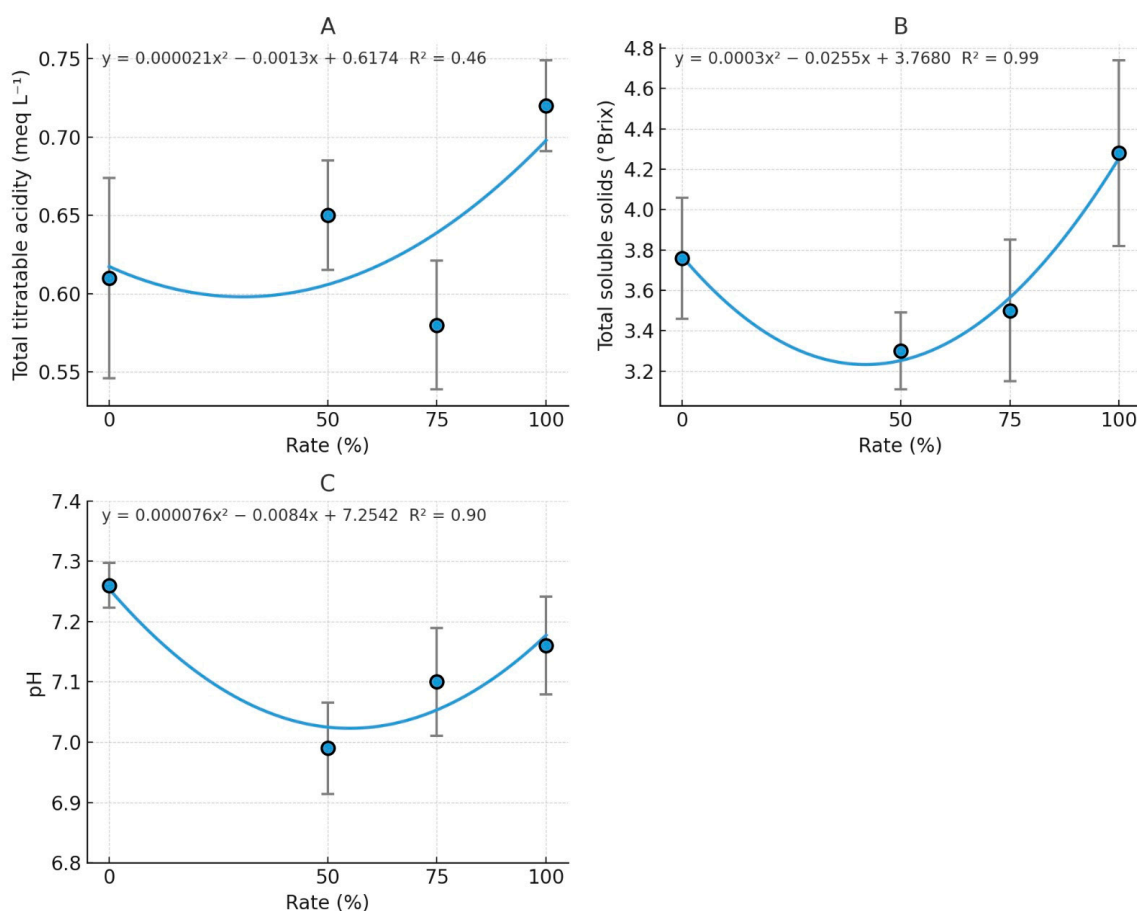 A
y = 0.000021x² − 0.0013x + 0.6174  R² = 0.46
Total titratable acidity (meq L⁻¹)
0.75
0.70
0.65
0.60
0.55
0
50
75
100
Rate (%)
B
y = 0.0003x² − 0.0255x + 3.7680  R² = 0.99
Total soluble solids (°Brix)
4.8
4.6
4.4
4.2
4.0
3.8
3.6
3.4
3.2
0
50
75
100
Rate (%)
C
y = 0.000076x² − 0.0084x + 7.2542  R² = 0.90
pH
7.4
7.3
7.2
7.1
7.0
6.9
6.8
0
50
75
100
Rate (%)